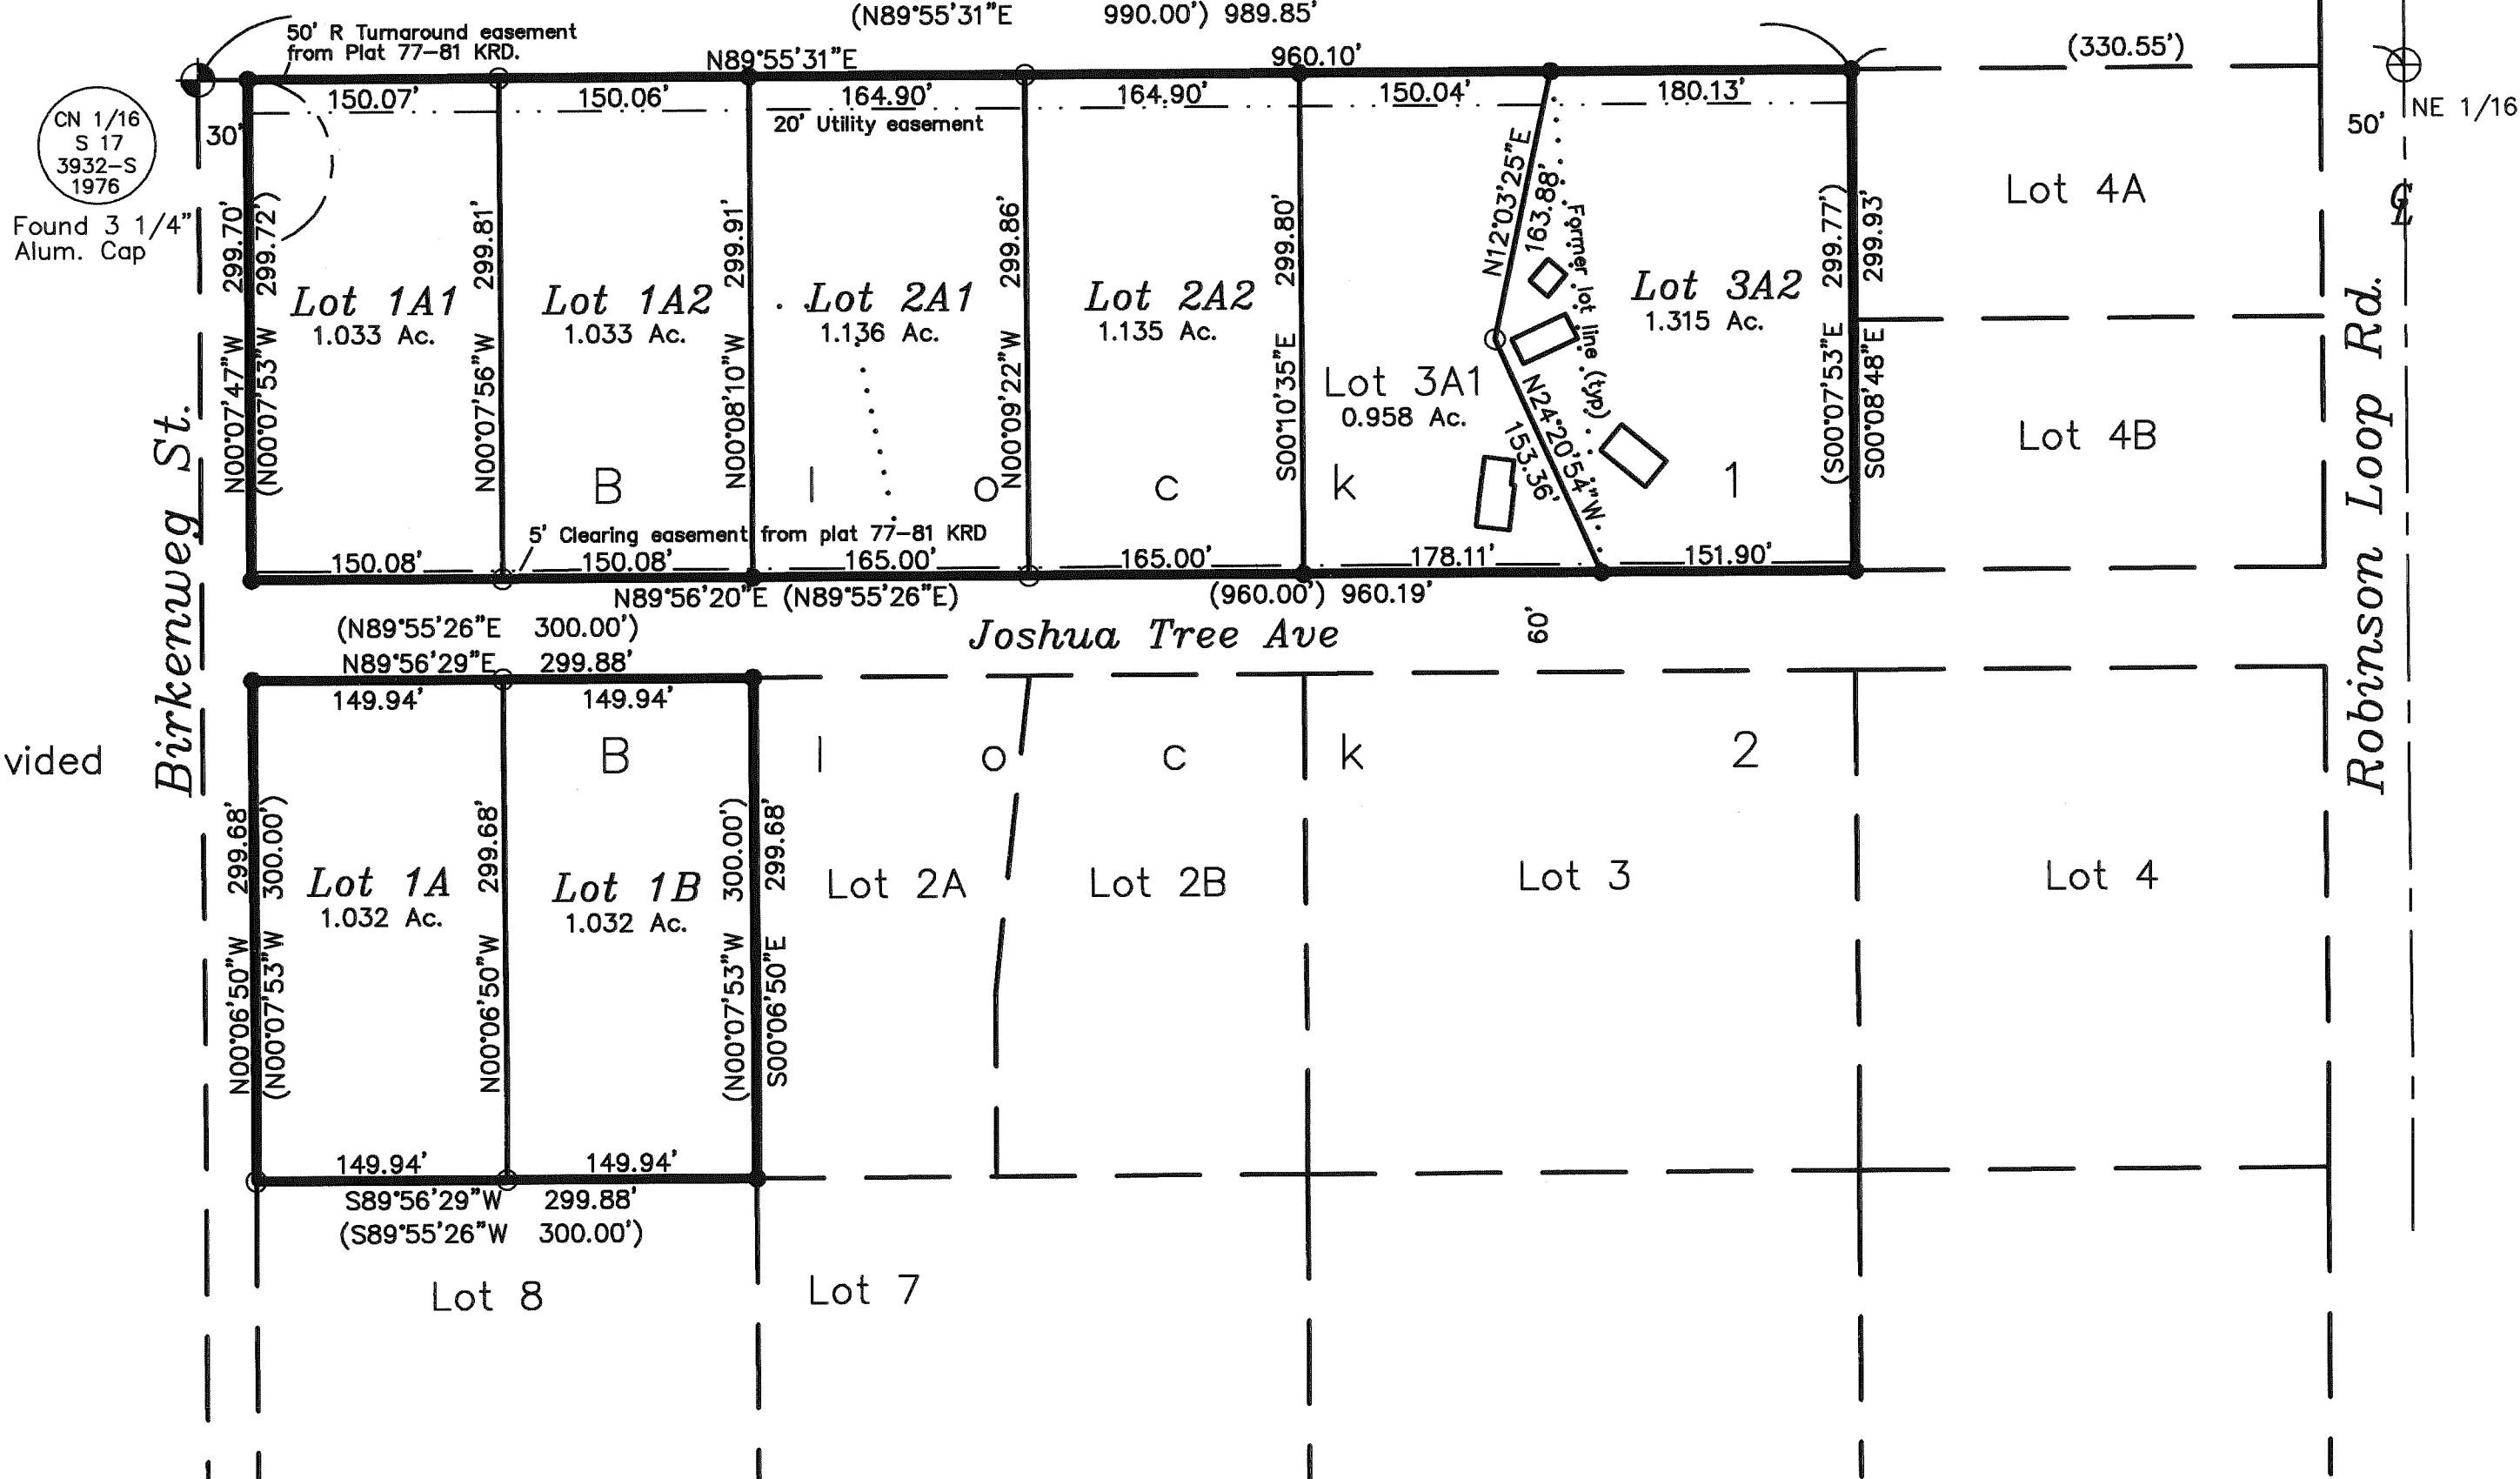 (N89°55'31"E 990.00') 989.85'
50' R Turnaround easement
from Plat 77-81 KRD.
N89°55'31"E 960.10'
(330.55')
150.07' 150.06' 164.90' 164.90' 150.04' 180.13'
20' Utility easement
CN 1/16
S 17
3932-S
1976
Found 3 1/4"
Alum. Cap
30'
50'
NE 1/16
℄
N00°07'47"W 299.70'
(N00°07'53"W 299.72')
Lot 1A1
1.033 Ac.
N00°07'56"W 299.81'
Lot 1A2
1.033 Ac.
N00°08'10"W 299.91'
Lot 2A1
1.136 Ac.
N00°09'22"W 299.86'
Lot 2A2
1.135 Ac.
S00°10'35"E 299.80'
Lot 3A1
0.958 Ac.
N12°03'25"E
163.88'
Former lot line (typ)
N24°20'54"W
153.36'
Lot 3A2
1.315 Ac.
(S00°07'53"E 299.77')
S00°08'48"E 299.93'
Lot 4A
Lot 4B
B l o c k 1
5' Clearing easement from plat 77-81 KRD
150.08' 150.08' 165.00' 165.00' 178.11' 151.90'
N89°56'20"E (N89°55'26"E) (960.00') 960.19'
Birkenweg St.
Robinson Loop Rd.
Joshua Tree Ave
60'
(N89°55'26"E 300.00')
N89°56'29"E 299.88'
149.94' 149.94'
vided
B l o c k 2
N00°06'50"W 299.68'
(N00°07'53"W 300.00')
Lot 1A
1.032 Ac.
N00°06'50"W 299.68'
Lot 1B
1.032 Ac.
(N00°07'53"W 300.00')
S00°06'50"E 299.68'
Lot 2A
Lot 2B
Lot 3
Lot 4
149.94' 149.94'
S89°56'29"W 299.88'
(S89°55'26"W 300.00')
Lot 8
Lot 7